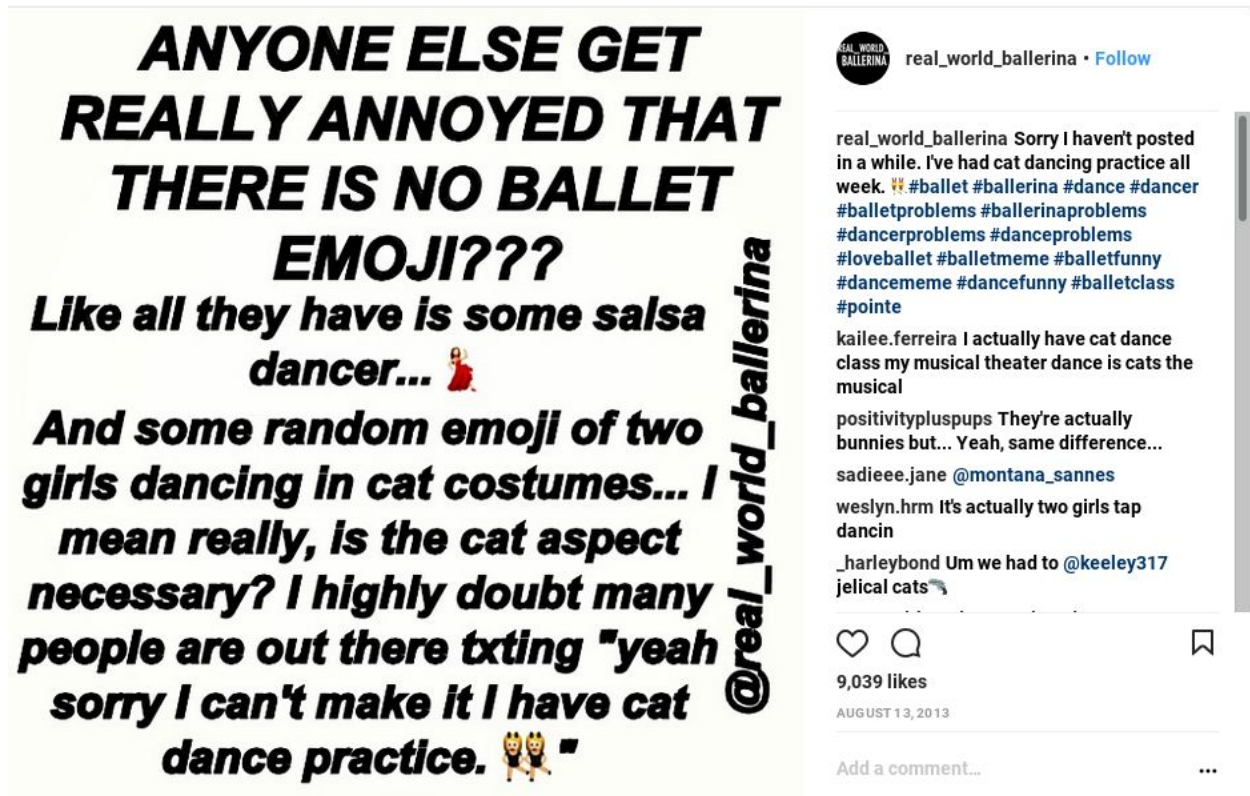 ANYONE ELSE GET
REALLY ANNOYED THAT
THERE IS NO BALLET
EMOJI???
Like all they have is some salsa
dancer... 💃
And some random emoji of two
girls dancing in cat costumes... I
mean really, is the cat aspect
necessary? I highly doubt many
people are out there txting "yeah
sorry I can't make it I have cat
dance practice. 👯"
@real_world_ballerina
REAL_WORLD_
BALLERINA
real_world_ballerina • Follow
real_world_ballerina Sorry I haven't posted
in a while. I've had cat dancing practice all
week. 👯#ballet #ballerina #dance #dancer
#balletproblems #ballerinaproblems
#dancerproblems #danceproblems
#loveballet #balletmeme #balletfunny
#dancememe #dancefunny #balletclass
#pointe
kailee.ferreira I actually have cat dance
class my musical theater dance is cats the
musical
positivitypluspups They're actually
bunnies but... Yeah, same difference...
sadieee.jane @montana_sannes
weslyn.hrm It's actually two girls tap
dancin
_harleybond Um we had to @keeley317
jelical cats🔫
9,039 likes
AUGUST 13, 2013
Add a comment...